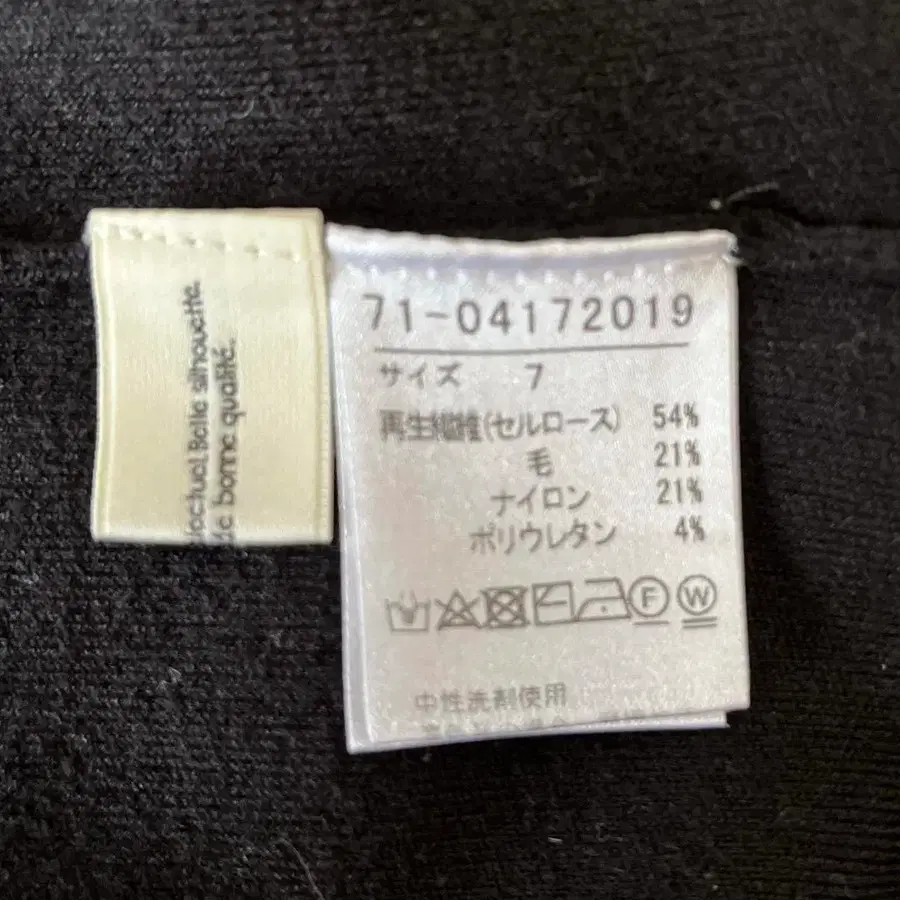 Belle silhouette.
de bonne qualité.
71-04172019
サイズ 7
再生繊維(セルロース) 54%
毛 21%
ナイロン 21%
ポリウレタン 4%
F W
中性洗剤使用